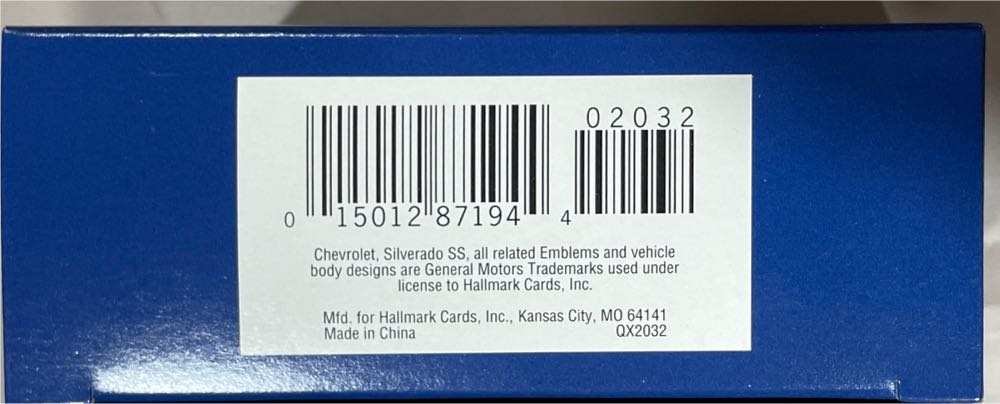 02032
0 15012 87194 4
Chevrolet, Silverado SS, all related Emblems and vehicle
body designs are General Motors Trademarks used under
license to Hallmark Cards, Inc.
Mfd. for Hallmark Cards, Inc., Kansas City, MO 64141
Made in China QX2032